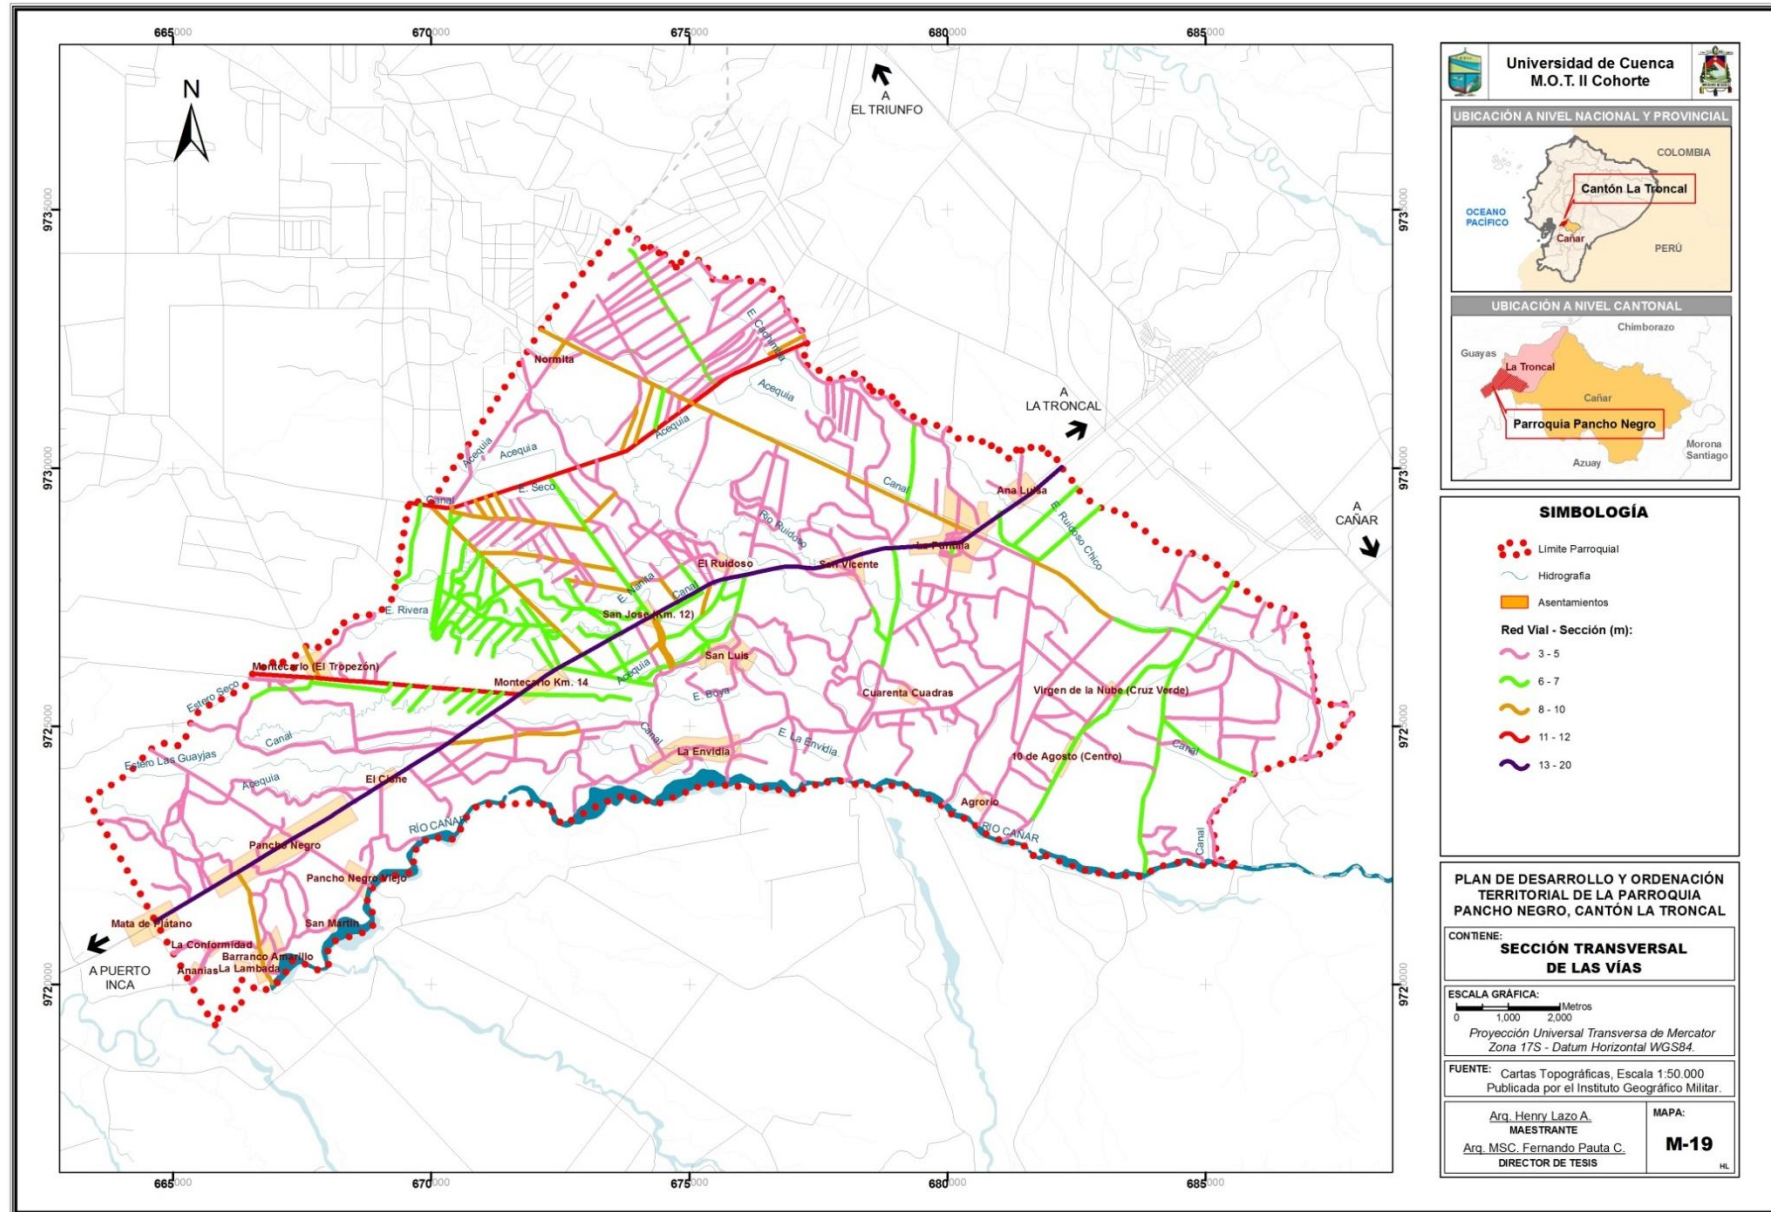 665000
670000
675000
680000
685000
A
EL TRIUNFO
N
9735000
9735000
E. Cachimba
Normita
Acequia
A
LA TRONCAL
Acequia
Acequia
Acequia
9730000
9730000
Canal
E. Seco
Canal
Ana Luisa
E. Ruidoso Chico
Río Ruidoso
A
CAÑAR
La Puntilla
El Ruidoso
San Vicente
E. Nanita
Canal
E. Rivera
San José (Km. 12)
San Luis
Montecarlo (El Tropezón)
Acequia
Montecarlo Km. 14
Estero Seco
E. Boya
Cuarenta Cuadras
Virgen de la Nube (Cruz Verde)
9725000
9725000
Canal
Canal
E. La Envidia
Canal
La Envidia
10 de Agosto (Centro)
Estero Las Guayjas
Acequia
El Cisne
Agrorio
RÍO CAÑAR
RÍO CAÑAR
Canal
Pancho Negro
Pancho Negro Viejo
Mata de Plátano
San Martín
La Conformidad
Barranco Amarillo
Ananías
La Lambada
A PUERTO
INCA
9720000
9720000
665000
670000
675000
680000
685000
Universidad de Cuenca
M.O.T. II Cohorte
UBICACIÓN A NIVEL NACIONAL Y PROVINCIAL
COLOMBIA
Cantón La Troncal
OCEANO
PACÍFICO
Cañar
PERÚ
UBICACIÓN A NIVEL CANTONAL
Chimborazo
Guayas
La Troncal
Cañar
Parroquia Pancho Negro
Morona
Santiago
Azuay
SIMBOLOGÍA
Límite Parroquial
Hidrografía
Asentamientos
Red Vial - Sección (m):
3 - 5
6 - 7
8 - 10
11 - 12
13 - 20
PLAN DE DESARROLLO Y ORDENACIÓN
TERRITORIAL DE LA PARROQUIA
PANCHO NEGRO, CANTÓN LA TRONCAL
CONTIENE:
SECCIÓN TRANSVERSAL
DE LAS VÍAS
ESCALA GRÁFICA:
Metros
0 1,000 2,000
Proyección Universal Transversa de Mercator
Zona 17S - Datum Horizontal WGS84.
FUENTE: Cartas Topográficas, Escala 1:50.000
Publicada por el Instituto Geográfico Militar.
Arq. Henry Lazo A.
MAESTRANTE
Arq. MSC. Fernando Pauta C.
DIRECTOR DE TESIS
MAPA:
M-19
HL